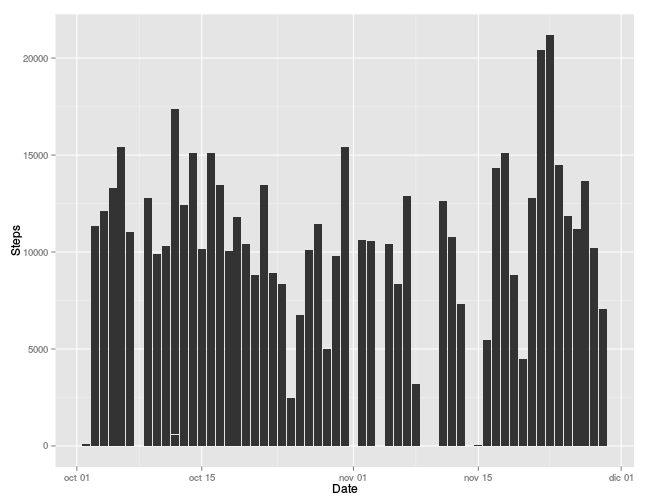 20000
15000
10000
5000
0
Steps
oct 01
oct 15
nov 01
nov 15
dic 01
Date